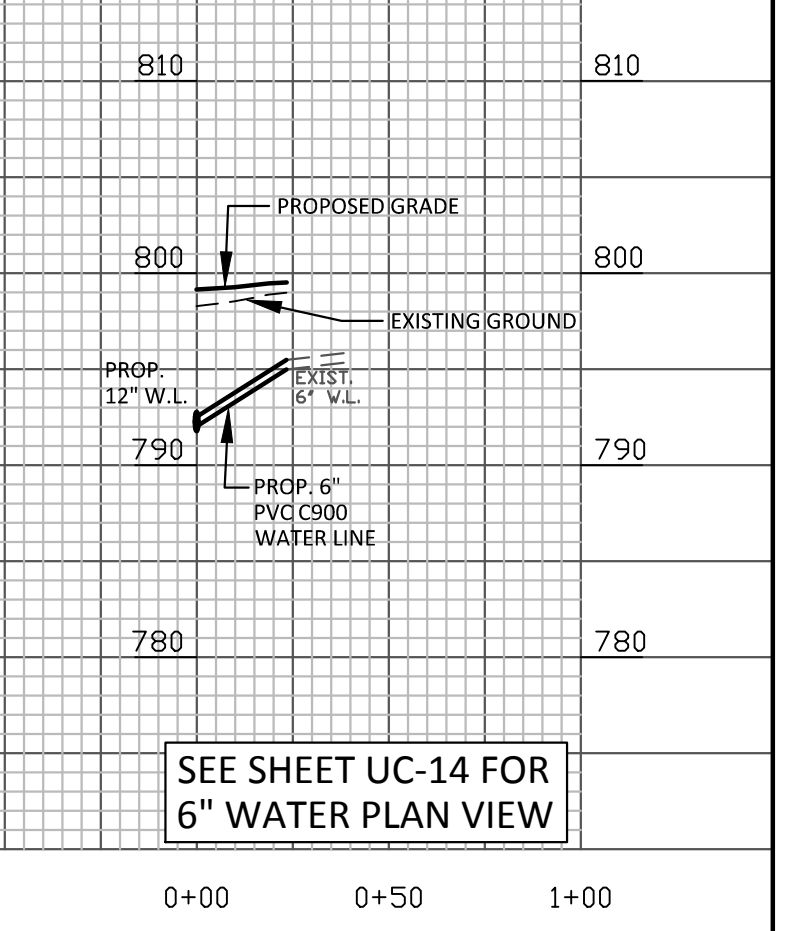 810 810
PROPOSED GRADE
800 800
EXISTING GROUND
PROP.
12" W.L.
EXIST.
6" W.L.
790 790
PROP. 6"
PVC C900
WATER LINE
780 780
SEE SHEET UC-14 FOR
6" WATER PLAN VIEW
0+00 0+50 1+00